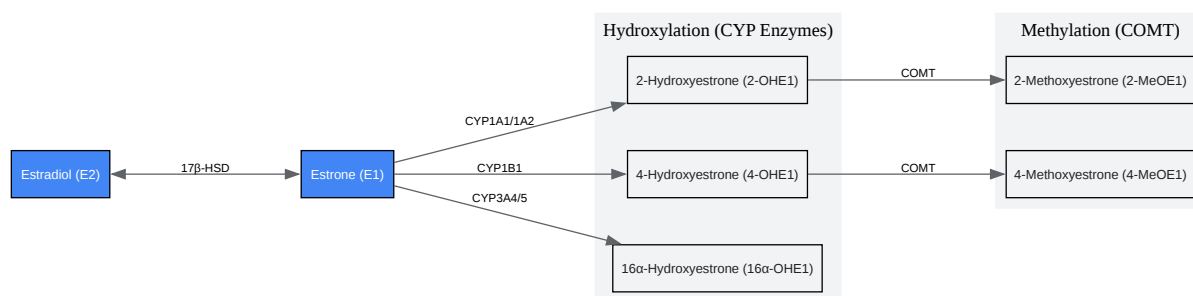 Hydroxylation (CYP Enzymes)
Methylation (COMT)
2-Hydroxyestrone (2-OHE1)
COMT
2-Methoxyestrone (2-MeOE1)
CYP1A1/1A2
Estradiol (E2)
17β-HSD
Estrone (E1)
CYP1B1
4-Hydroxyestrone (4-OHE1)
COMT
4-Methoxyestrone (4-MeOE1)
CYP3A4/5
16α-Hydroxyestrone (16α-OHE1)